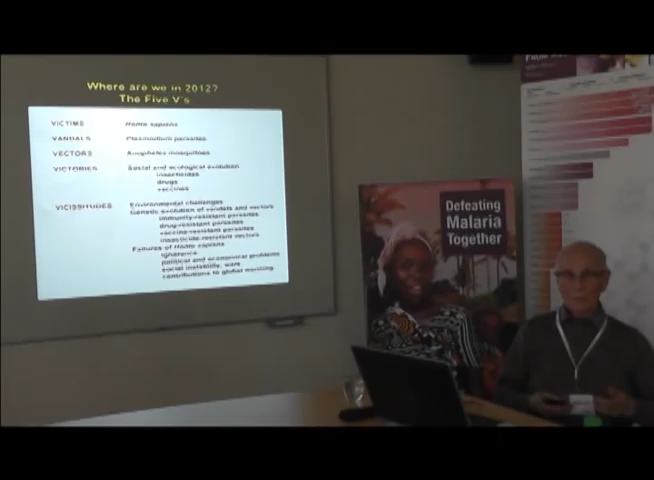 Where are we in 2012?
The Five V's
VICTIMS Homo sapiens
VANDALS Plasmodium parasites
VECTORS Anopheles mosquitoes
VICTORIES Social and ecological evolution
insecticides
drugs
vaccines
VICISSITUDES Environmental challenges
Genetic evolution of vandals and vectors
immunity-resistant parasites
drug-resistant parasites
vaccine-resistant parasites
insecticide-resistant vectors
Failures of Homo sapiens
ignorance
political and economical problems
social instability, wars
contributions to global warming
Defeating
Malaria
Together